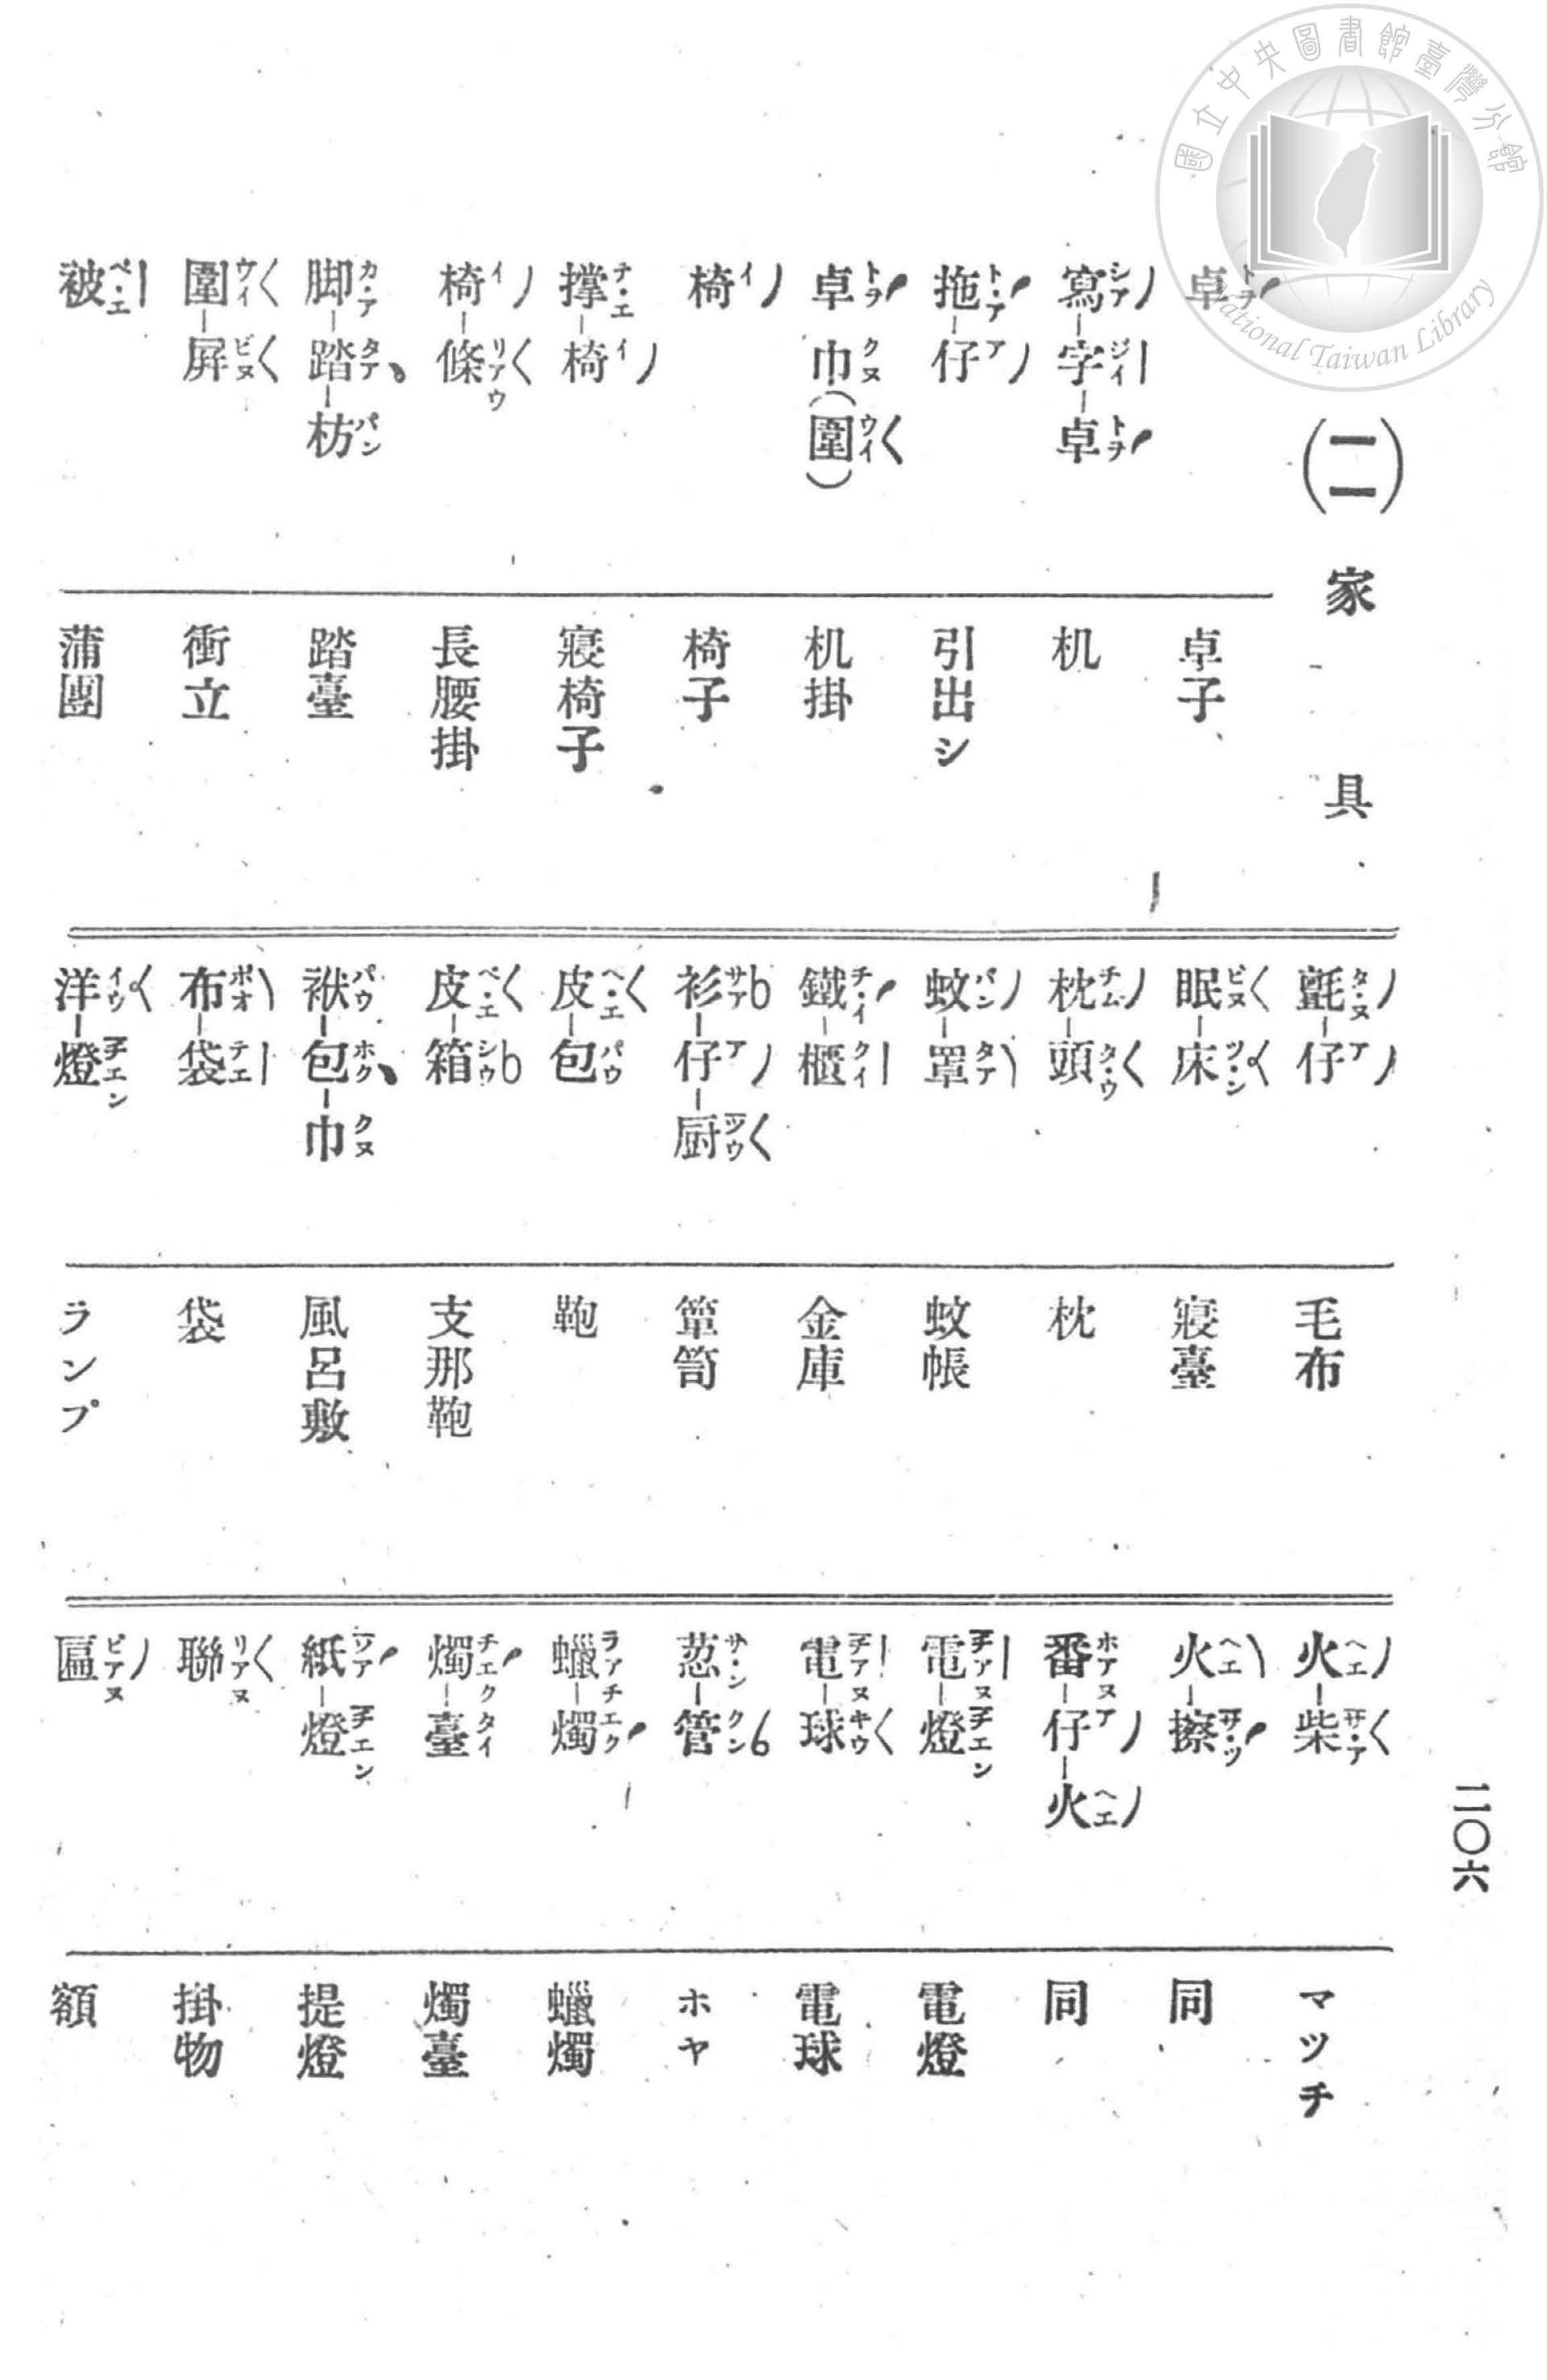 國立中央圖書館臺灣分館
National Taiwan Library
(二) 家具
卓 卓子
寫-字-卓 机
拖-仔 引出シ
卓-巾(圍) 机掛
椅 椅子
撑-椅 寢椅子
椅-條 長腰掛
脚-踏-枋 踏臺
圍-屏 衝立
被 蒲團
氈-仔 毛布
眠-床 寢臺
枕-頭 枕
蚊-罩 蚊帳
鐵-櫃 金庫
衫-仔-厨 簞笥
皮-包 鞄
皮-箱 支那鞄
袱-包-巾 風呂敷
布-袋 袋
洋-燈 ランプ
火-柴 マツチ
火-擦 同
番-仔-火 同
電-燈 電燈
電-球 電球
葱-管 ホヤ
蠟-燭 蠟燭
燭-臺 燭臺
紙-燈 提燈
聯 掛物
匾 額
二〇六